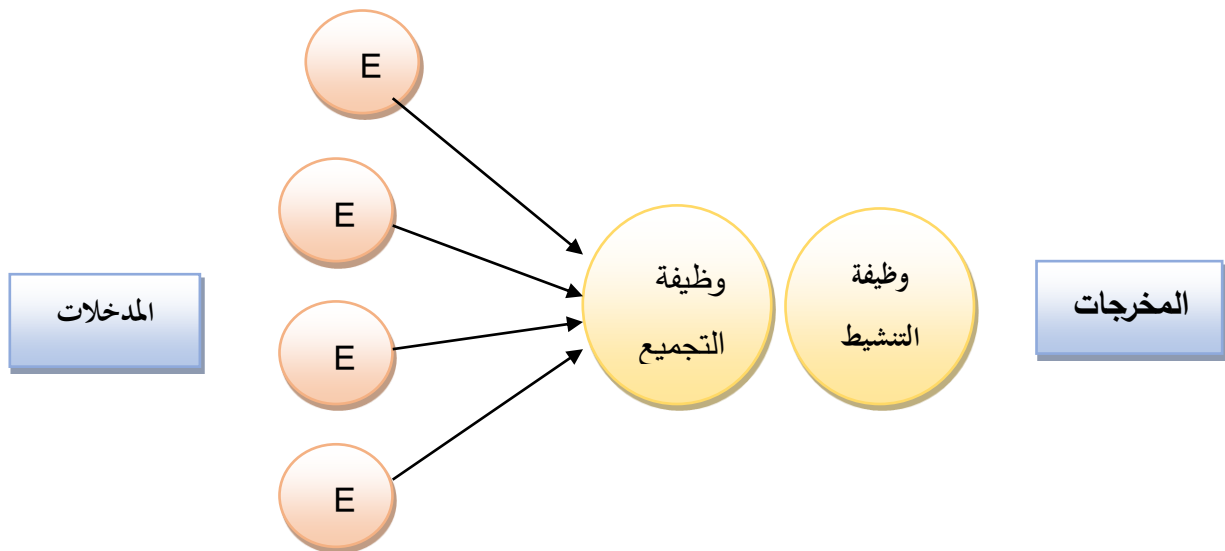 E
E
E
E
المدخلات
وظيفة
التجميع
وظيفة
التنشيط
المخرجات